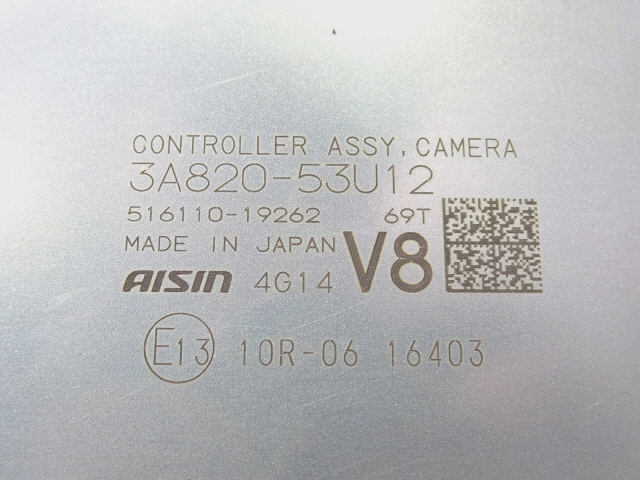 CONTROLLER ASSY, CAMERA
3A820-53U12
516110-19262 69T
MADE IN JAPAN V8
AISIN 4G14
E13 10R-06 16403